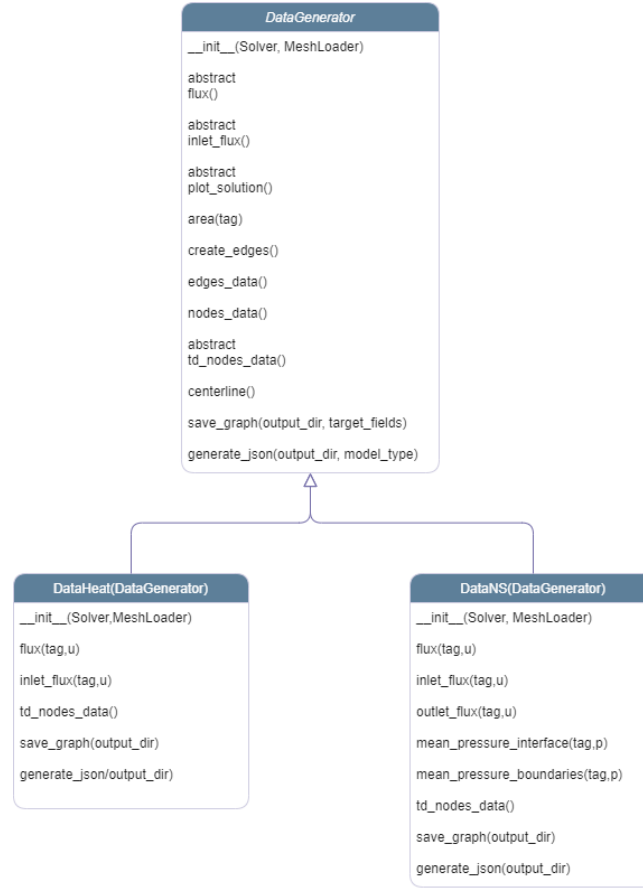 DataGenerator
__init__(Solver, MeshLoader)
abstract
flux()
abstract
inlet_flux()
abstract
plot_solution()
area(tag)
create_edges()
edges_data()
nodes_data()
abstract
td_nodes_data()
centerline()
save_graph(output_dir, target_fields)
generate_json(output_dir, model_type)
DataHeat(DataGenerator)
__init__(Solver,MeshLoader)
flux(tag,u)
inlet_flux(tag,u)
td_nodes_data()
save_graph(output_dir)
generate_json/output_dir)
DataNS(DataGenerator)
__init__(Solver, MeshLoader)
flux(tag,u)
inlet_flux(tag,u)
outlet_flux(tag,u)
mean_pressure_interface(tag,p)
mean_pressure_boundaries(tag,p)
td_nodes_data()
save_graph(output_dir)
generate_json(output_dir)